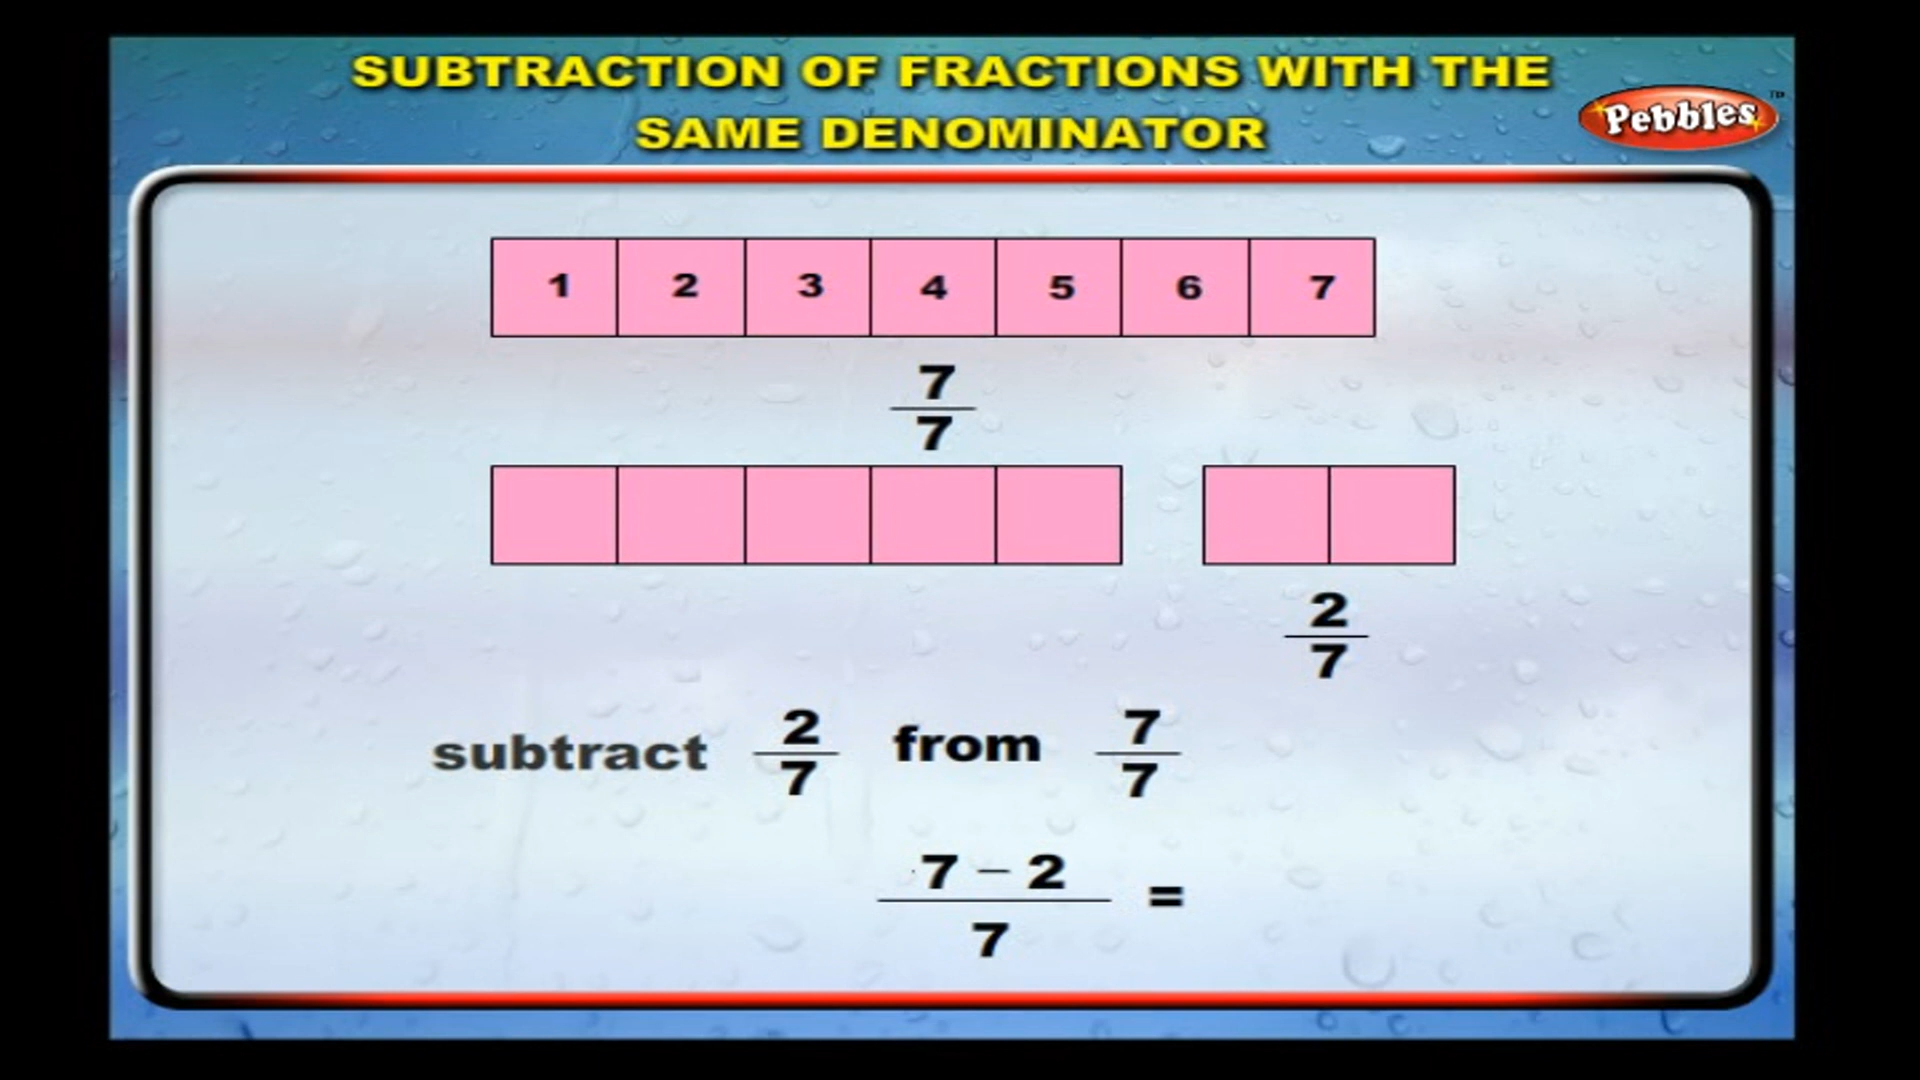 SUBTRACTION OF FRACTIONS WITH THE
SAME DENOMINATOR
Pebbles™
1 2 3 4 5 6 7
7
7
2
7
subtract 2/7 from 7/7
7 – 2
7
=